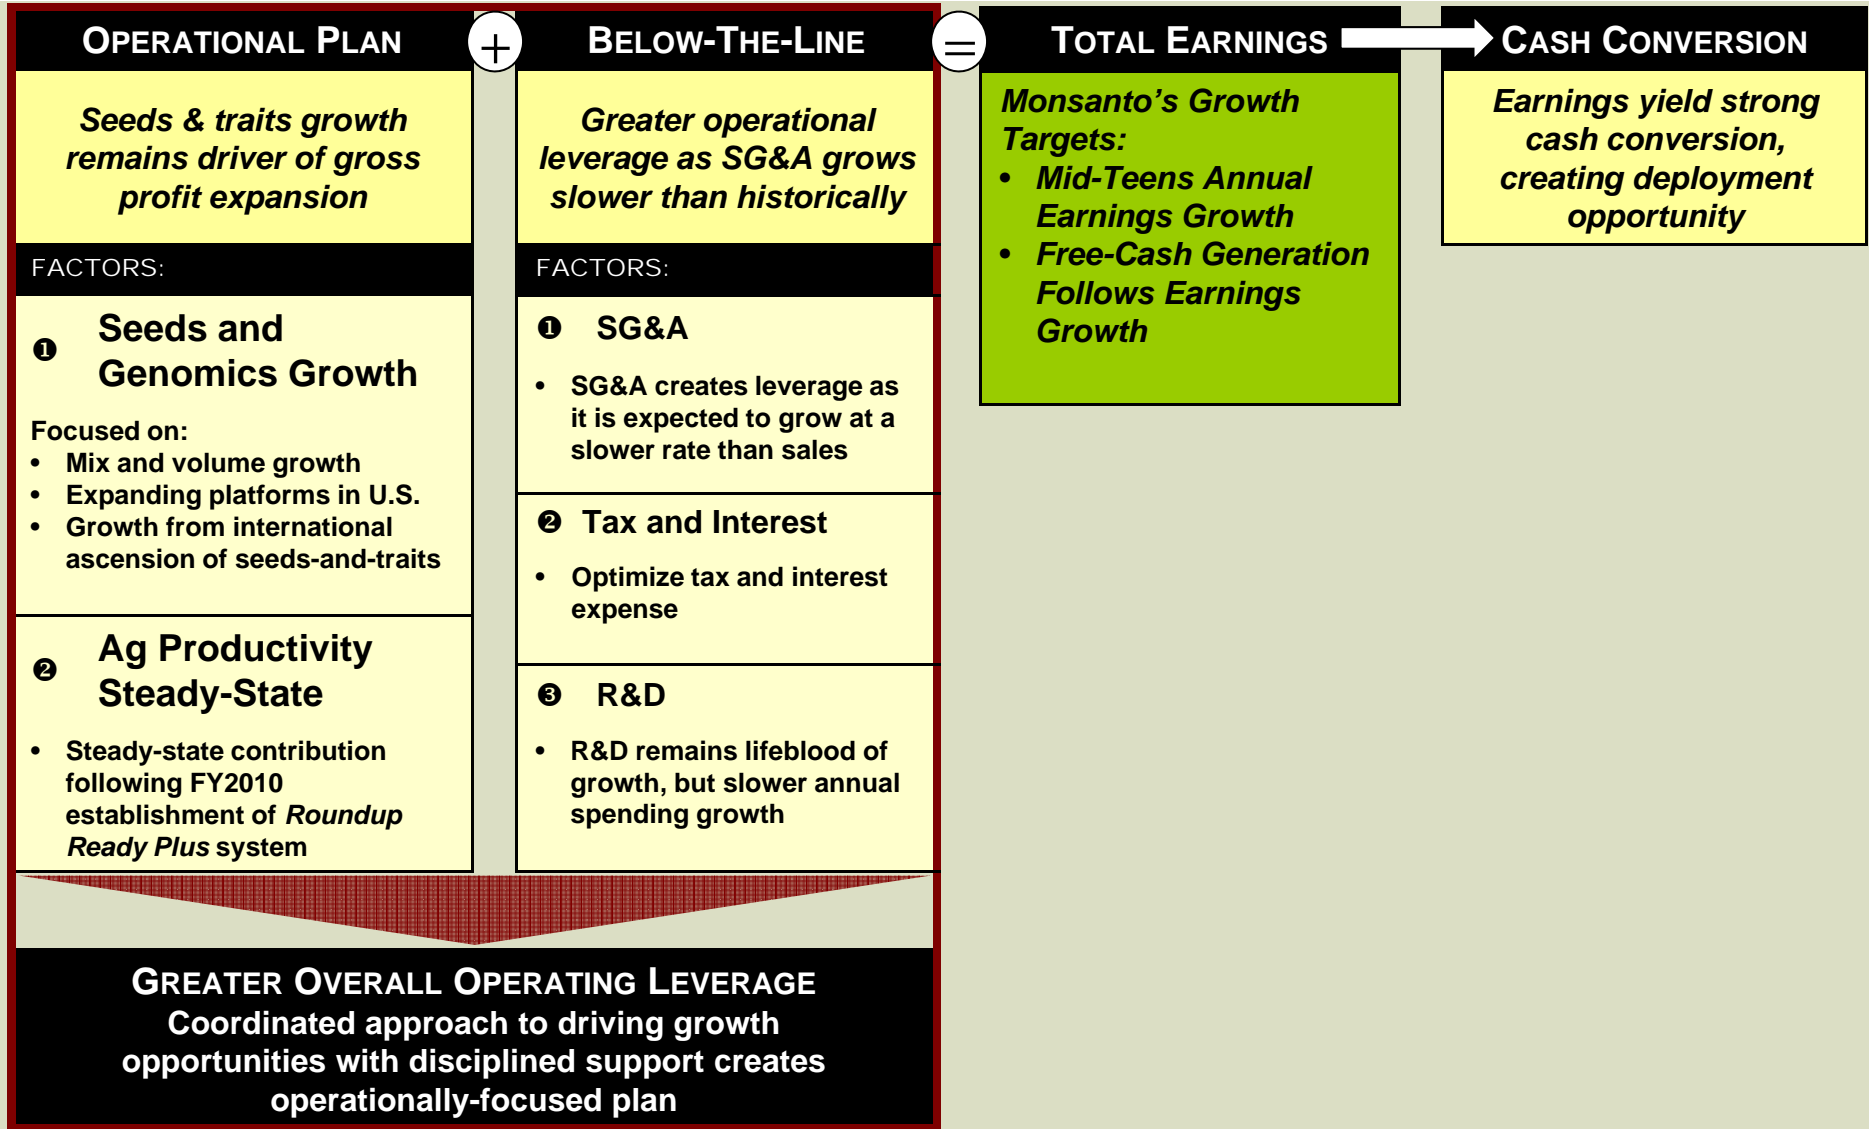 OPERATIONAL PLAN
+
BELOW-THE-LINE
=
TOTAL EARNINGS
CASH CONVERSION
Seeds & traits growth
remains driver of gross
profit expansion
FACTORS:
❶ Seeds and
Genomics Growth
Focused on:
• Mix and volume growth
• Expanding platforms in U.S.
• Growth from international
ascension of seeds-and-traits
❷ Ag Productivity
Steady-State
• Steady-state contribution
following FY2010
establishment of Roundup
Ready Plus system
Greater operational
leverage as SG&A grows
slower than historically
FACTORS:
❶ SG&A
• SG&A creates leverage as
it is expected to grow at a
slower rate than sales
❷ Tax and Interest
• Optimize tax and interest
expense
❸ R&D
• R&D remains lifeblood of
growth, but slower annual
spending growth
Monsanto's Growth
Targets:
• Mid-Teens Annual
Earnings Growth
• Free-Cash Generation
Follows Earnings
Growth
Earnings yield strong
cash conversion,
creating deployment
opportunity
GREATER OVERALL OPERATING LEVERAGE
Coordinated approach to driving growth
opportunities with disciplined support creates
operationally-focused plan